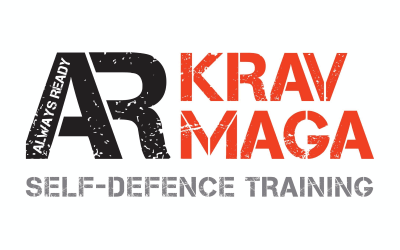 ALWAYS READY
AR
KRAV
MAGA
SELF-DEFENCE TRAINING